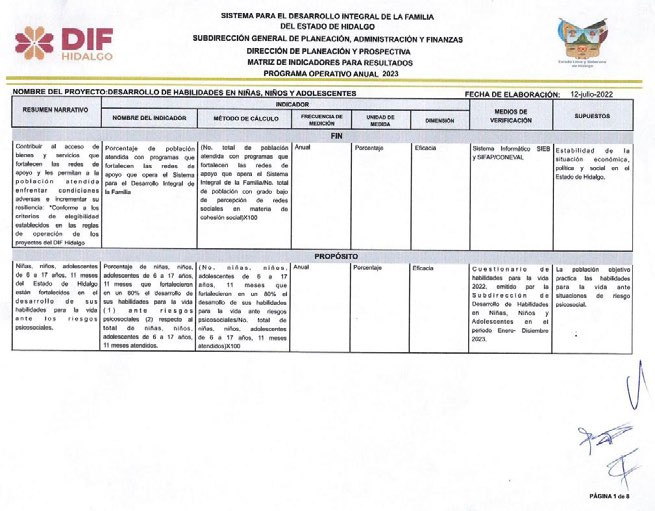 SISTEMA PARA EL DESARROLLO INTEGRAL DE LA FAMILIA
DEL ESTADO DE HIDALGO
SUBDIRECCIÓN GENERAL DE PLANEACIÓN, ADMINISTRACIÓN Y FINANZAS
DIRECCIÓN DE PLANEACIÓN Y PROSPECTIVA
MATRIZ DE INDICADORES PARA RESULTADOS
PROGRAMA OPERATIVO ANUAL 2023
DIF
HIDALGO
NOMBRE DEL PROYECTO:DESARROLLO DE HABILIDADES EN NIÑAS, NIÑOS Y ADOLESCENTES
FECHA DE ELABORACIÓN: 12-julio-2022
RESUMEN NARRATIVO
INDICADOR
NOMBRE DEL INDICADOR
MÉTODO DE CÁLCULO
FRECUENCIA DE
MEDICIÓN
UNIDAD DE
MEDIDA
DIMENSIÓN
MEDIOS DE
VERIFICACIÓN
SUPUESTOS
FIN
Contribuir al acceso de
bienes y servicios que
fortalecen las redes de
apoyo y les permitan a la
población atendida
enfrentar condiciones
adversas e incrementar su
resiliencia: *Conforme a los
criterios de elegibilidad
establecidos en las reglas
de operación de los
proyectos del DIF Hidalgo
Porcentaje de población
atendida con programas que
fortalecen las redes de
apoyo que opera el Sistema
para el Desarrollo Integral de
la Familia
(No. total de población
atendida con programas que
fortalecen las redes de
apoyo que opera el Sistema
Integral de la Familia/No. total
de población con grado bajo
de percepción de redes
sociales en materia de
cohesión social)X100
Anual
Porcentaje
Eficacia
Sistema Informático SIEB
y SIFAP/CONEVAL
Estabilidad de la
situación económica,
política y social en el
Estado de Hidalgo.
PROPÓSITO
Niñas, niños, adolescentes
de 6 a 17 años, 11 meses
del Estado de Hidalgo
están fortalecidos en el
desarrollo de sus
habilidades para la vida
ante los riesgos
psicosociales.
Porcentaje de niñas, niños,
adolescentes de 6 a 17 años,
11 meses que fortalecieron
en un 80% el desarrollo de
sus habilidades para la vida
(1) ante riesgos
psicosociales (2) respecto al
total de niñas, niños,
adolescentes de 6 a 17 años,
11 meses atendidos.
(No. niñas, niños,
adolescentes de 6 a 17
años, 11 meses que
fortalecieron en un 80% el
desarrollo de sus habilidades
para la vida ante riesgos
psicosociales/No. total de
niñas, niños, adolescentes
de 6 a 17 años, 11 meses
atendidos)X100
Anual
Porcentaje
Eficacia
Cuestionario de
habilidades para la vida
2022, emitido por la
Subdirección de
Desarrollo de Habilidades
en Niñas, Niños y
Adolescentes en el
periodo Enero- Diciembre
2023.
La población objetivo
practica las habilidades
para la vida ante
situaciones de riesgo
psicosocial.
PÁGINA 1 de 8